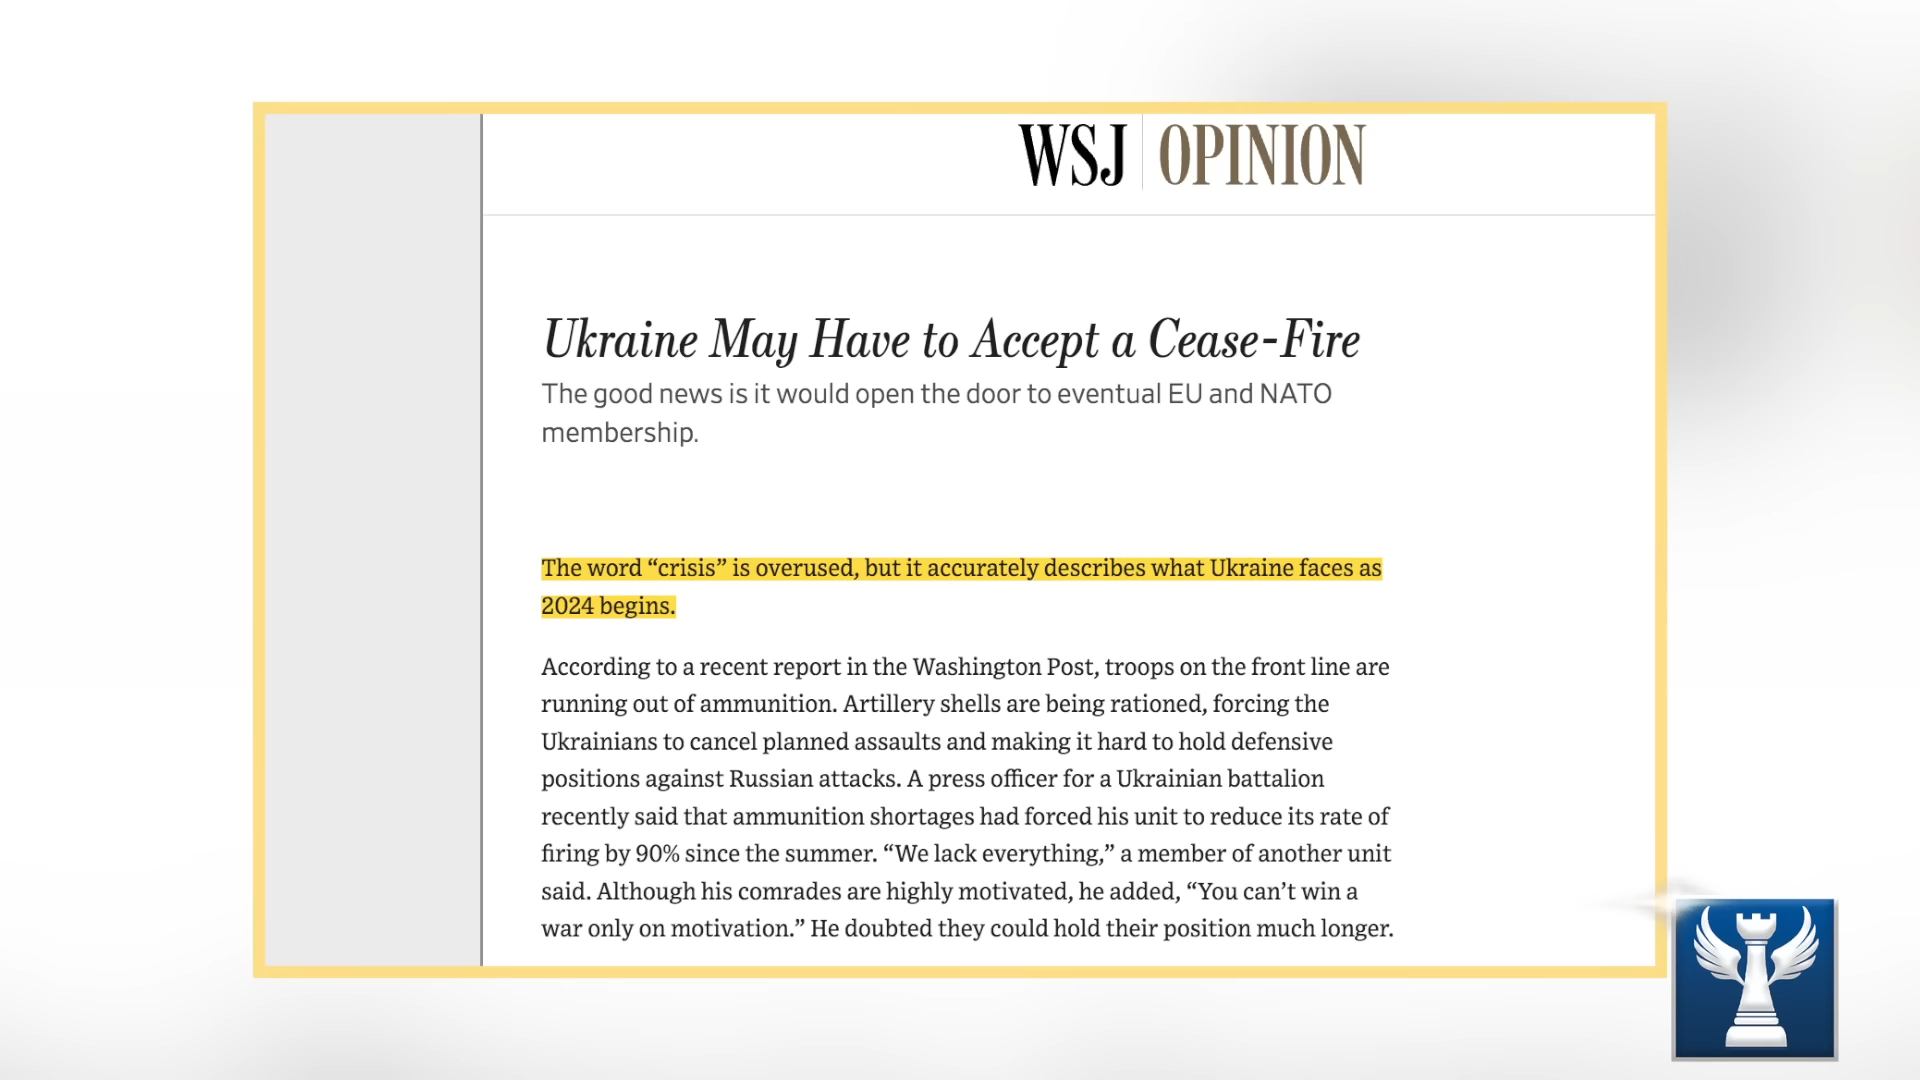 WSJ OPINION
Ukraine May Have to Accept a Cease-Fire
The good news is it would open the door to eventual EU and NATO
membership.
The word “crisis” is overused, but it accurately describes what Ukraine faces as
2024 begins.
According to a recent report in the Washington Post, troops on the front line are
running out of ammunition. Artillery shells are being rationed, forcing the
Ukrainians to cancel planned assaults and making it hard to hold defensive
positions against Russian attacks. A press officer for a Ukrainian battalion
recently said that ammunition shortages had forced his unit to reduce its rate of
firing by 90% since the summer. “We lack everything,” a member of another unit
said. Although his comrades are highly motivated, he added, “You can’t win a
war only on motivation.” He doubted they could hold their position much longer.